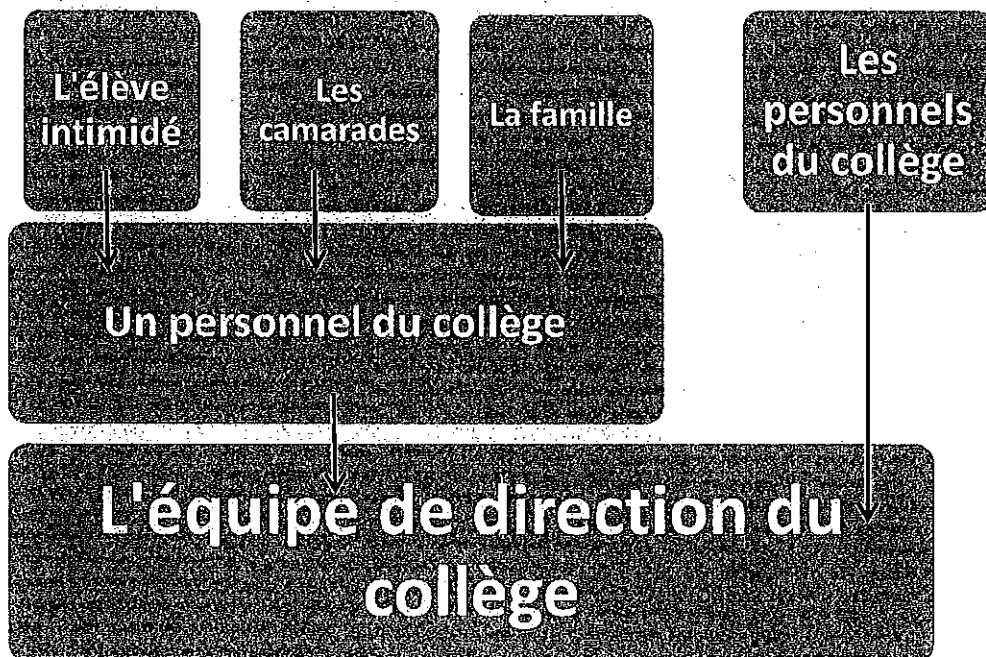 L'élève
intimidé
Les
camarades
La famille
Les
personnels
du collège
Un personnel du collège
L'équipe de direction du
collège